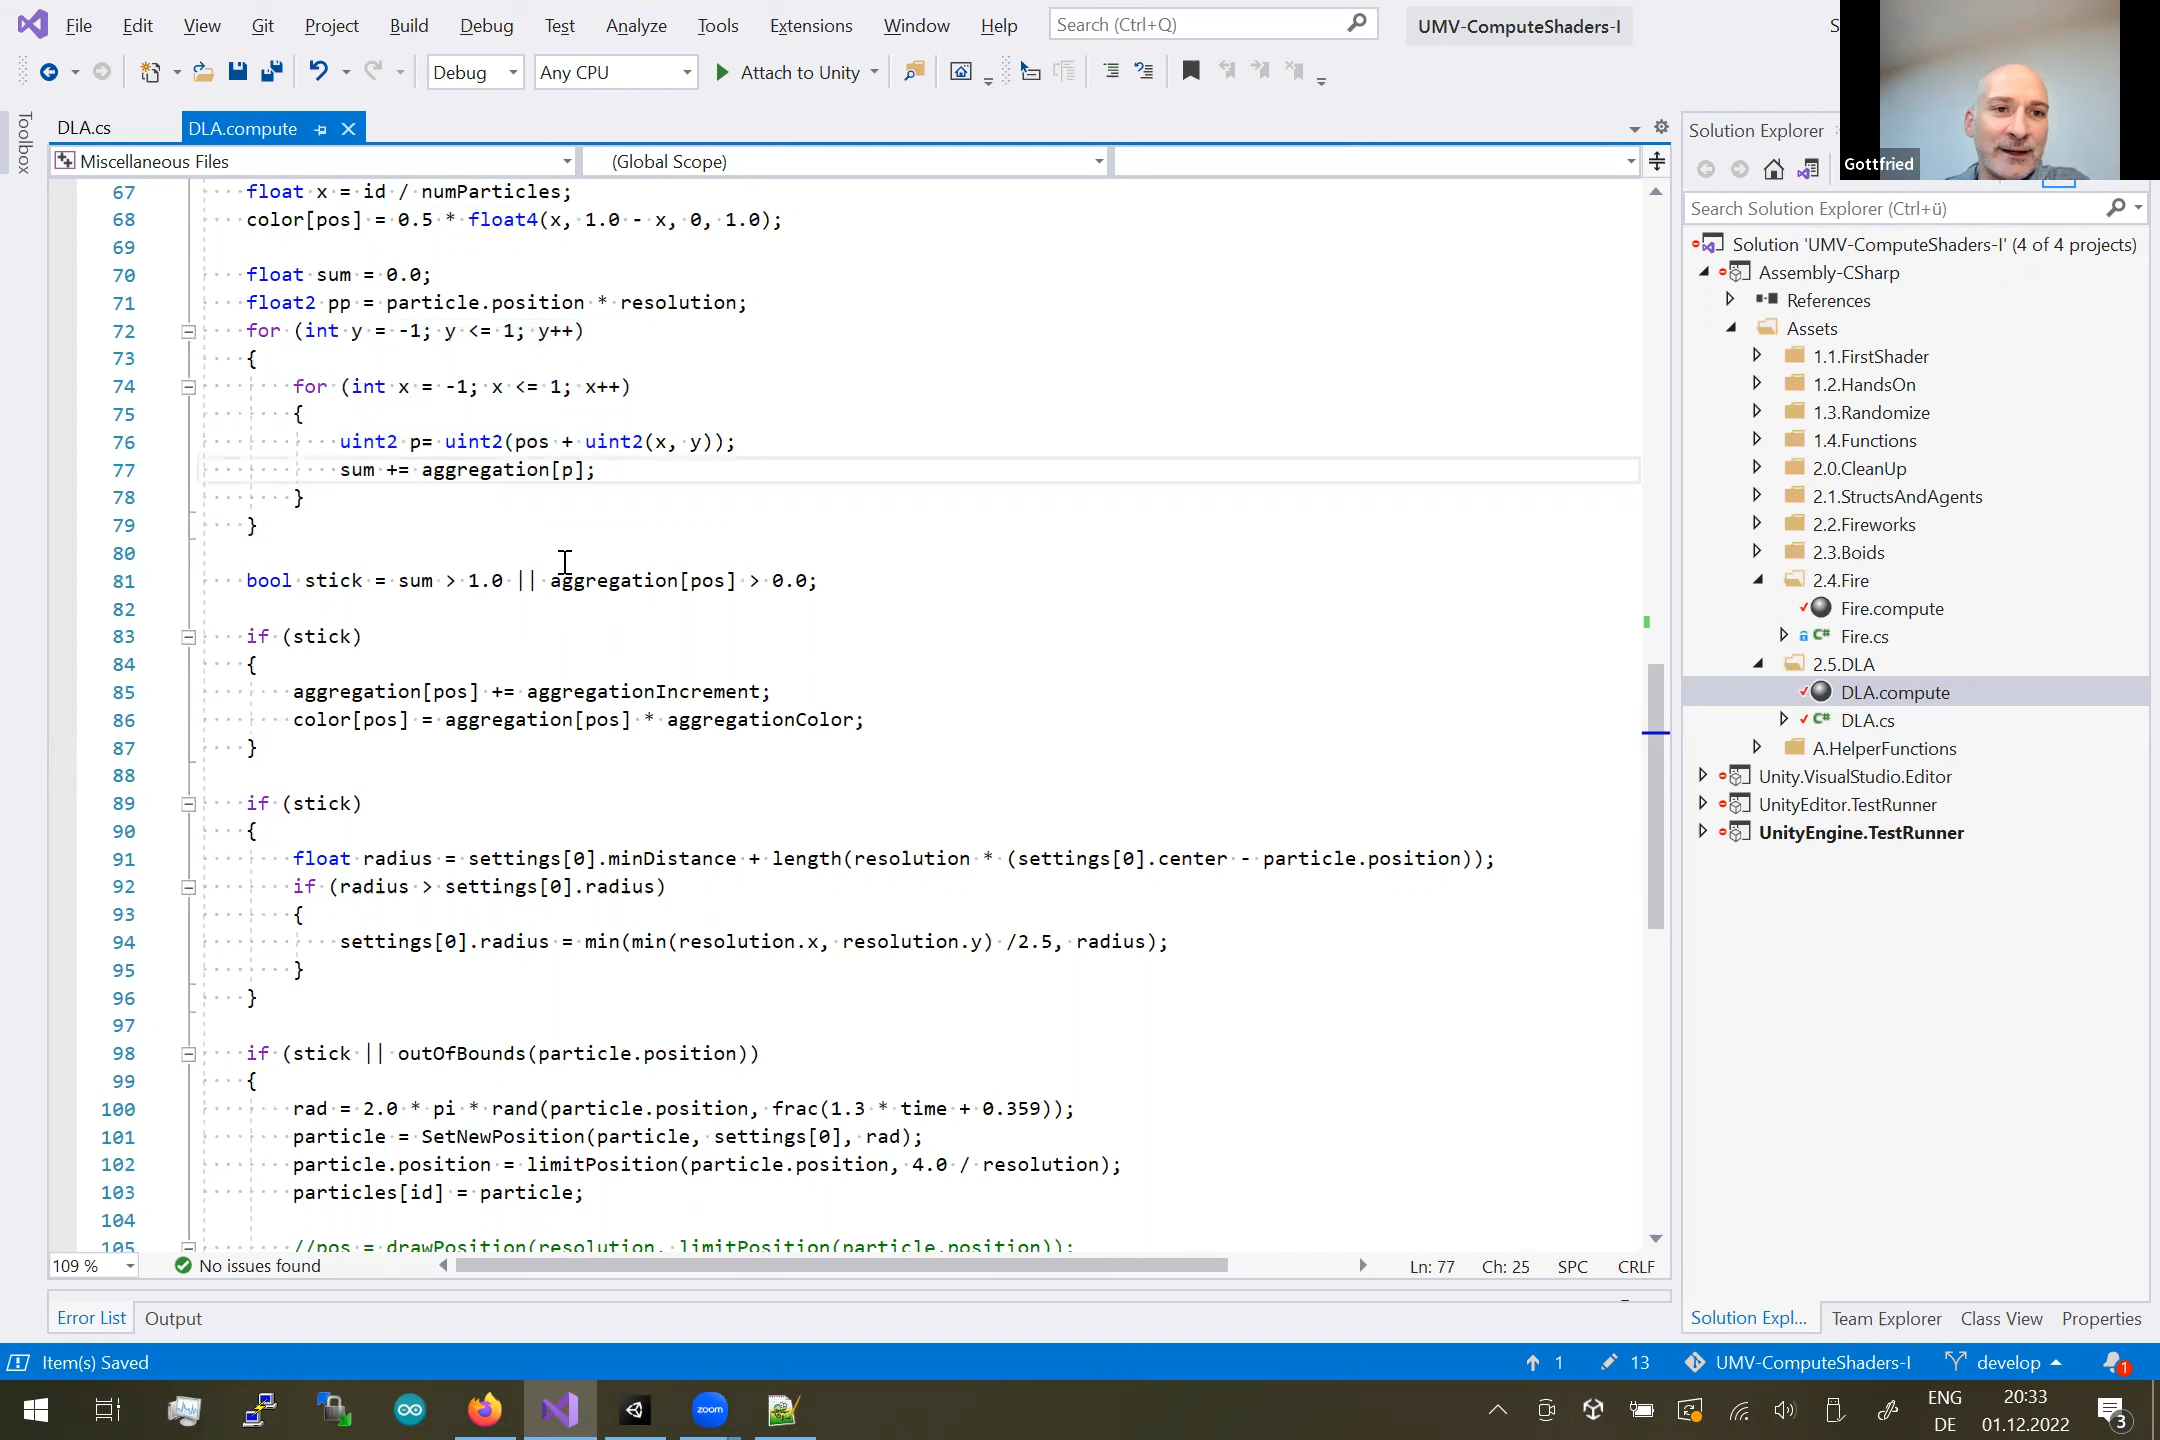 File Edit View Git Project Build Debug Test Analyze Tools Extensions Window Help Search (Ctrl+Q) UMV-ComputeShaders-I S
Debug Any CPU Attach to Unity
Toolbox
DLA.cs DLA.compute
Miscellaneous Files (Global Scope)
67 float x = id / numParticles;
68 color[pos] = 0.5 * float4(x, 1.0 - x, 0, 1.0);
69
70 float sum = 0.0;
71 float2 pp = particle.position * resolution;
72 for (int y = -1; y <= 1; y++)
73 {
74 for (int x = -1; x <= 1; x++)
75 {
76 uint2 p= uint2(pos + uint2(x, y));
77 sum += aggregation[p];
78 }
79 }
80
81 bool stick = sum > 1.0 || aggregation[pos] > 0.0;
82
83 if (stick)
84 {
85 aggregation[pos] += aggregationIncrement;
86 color[pos] = aggregation[pos] * aggregationColor;
87 }
88
89 if (stick)
90 {
91 float radius = settings[0].minDistance + length(resolution * (settings[0].center - particle.position));
92 if (radius > settings[0].radius)
93 {
94 settings[0].radius = min(min(resolution.x, resolution.y) /2.5, radius);
95 }
96 }
97
98 if (stick || outOfBounds(particle.position))
99 {
100 rad = 2.0 * pi * rand(particle.position, frac(1.3 * time + 0.359));
101 particle = SetNewPosition(particle, settings[0], rad);
102 particle.position = limitPosition(particle.position, 4.0 / resolution);
103 particles[id] = particle;
104
105 //pos = drawPosition(resolution, limitPosition(particle.position));
109 % No issues found Ln: 77 Ch: 25 SPC CRLF
Error List Output
Solution Explorer
Gottfried
Search Solution Explorer (Ctrl+ü)
Solution 'UMV-ComputeShaders-I' (4 of 4 projects)
Assembly-CSharp
References
Assets
1.1.FirstShader
1.2.HandsOn
1.3.Randomize
1.4.Functions
2.0.CleanUp
2.1.StructsAndAgents
2.2.Fireworks
2.3.Boids
2.4.Fire
Fire.compute
C# Fire.cs
2.5.DLA
DLA.compute
C# DLA.cs
A.HelperFunctions
Unity.VisualStudio.Editor
UnityEditor.TestRunner
UnityEngine.TestRunner
Solution Expl... Team Explorer Class View Properties
Item(s) Saved 1 13 UMV-ComputeShaders-I develop 1
zoom
ENG 20:33
DE 01.12.2022 3